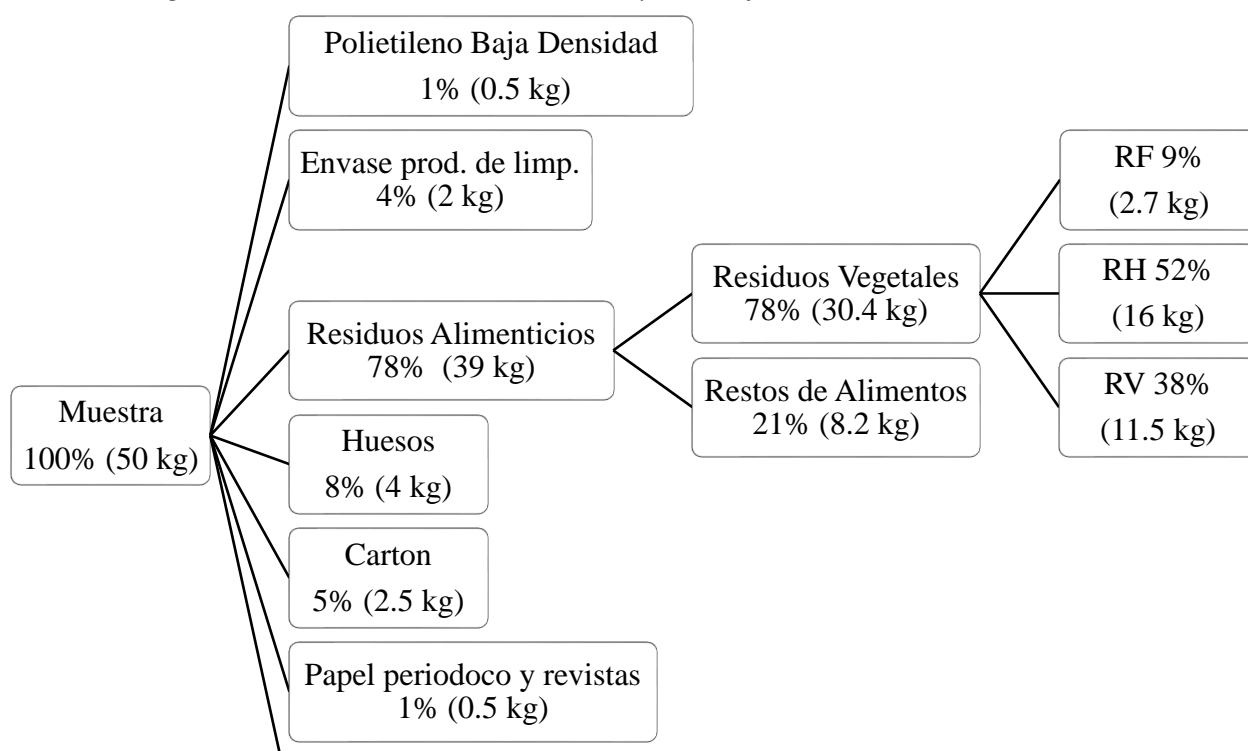 Polietileno Baja Densidad
1% (0.5 kg)
Envase prod. de limp.
4% (2 kg)
Residuos Alimenticios
78% (39 kg)
Residuos Vegetales
78% (30.4 kg)
Restos de Alimentos
21% (8.2 kg)
RF 9%
(2.7 kg)
RH 52%
(16 kg)
RV 38%
(11.5 kg)
Muestra
100% (50 kg)
Huesos
8% (4 kg)
Carton
5% (2.5 kg)
Papel periodoco y revistas
1% (0.5 kg)